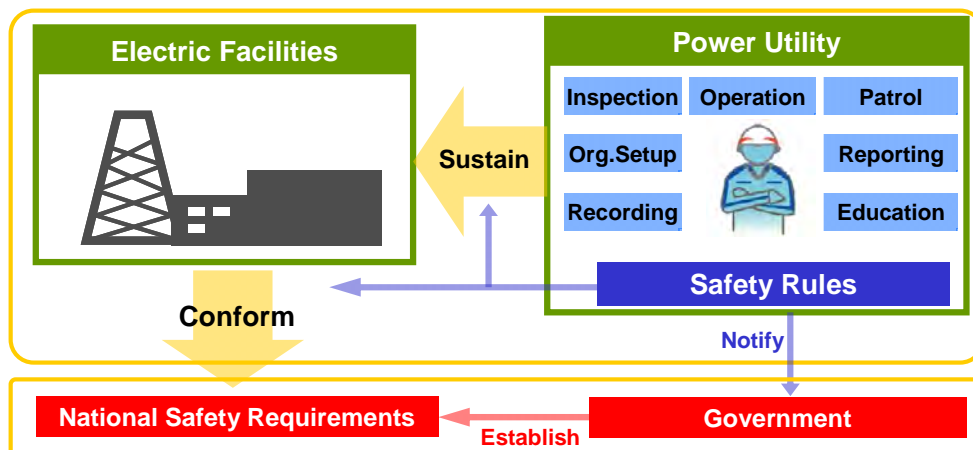 Electric Facilities
Power Utility
Inspection
Operation
Patrol
Org.Setup
Reporting
Recording
Education
Sustain
Safety Rules
Conform
Notify
National Safety Requirements
Government
Establish